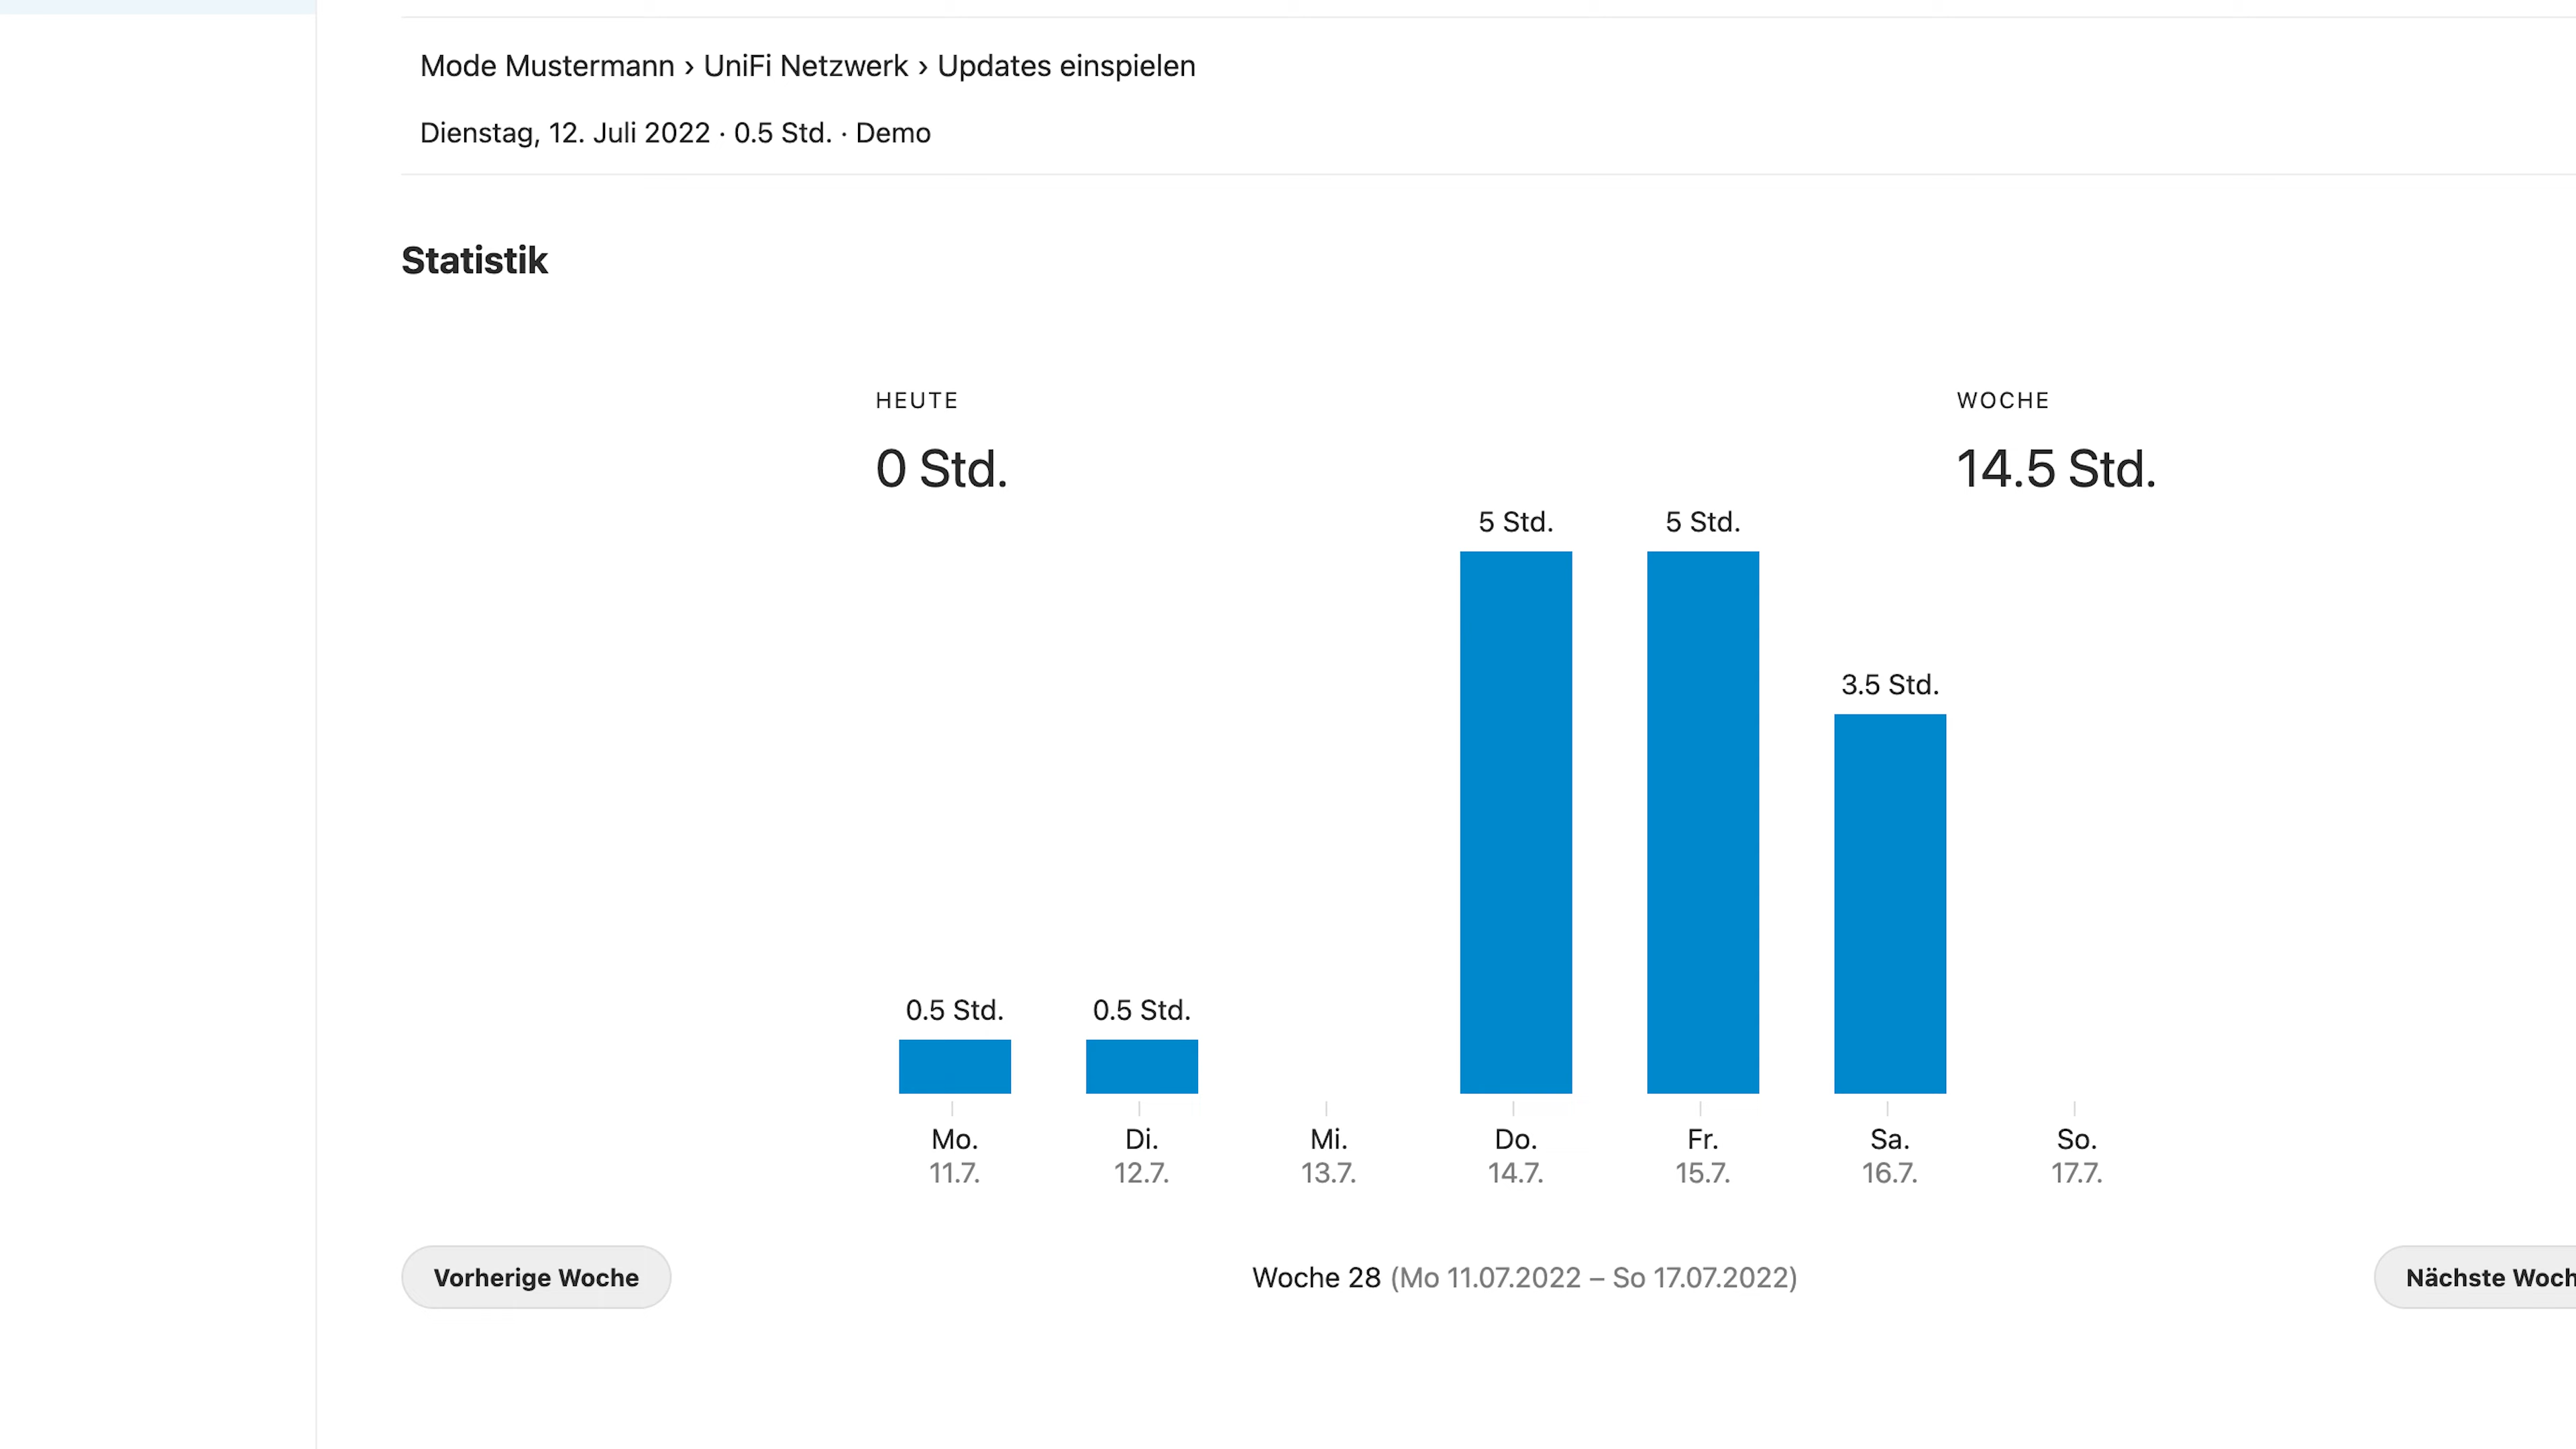 Mode Mustermann › UniFi Netzwerk › Updates einspielen
Dienstag, 12. Juli 2022 · 0.5 Std. · Demo
Statistik
HEUTE
0 Std.
WOCHE
14.5 Std.
5 Std.
5 Std.
3.5 Std.
0.5 Std.
0.5 Std.
Mo.
11.7.
Di.
12.7.
Mi.
13.7.
Do.
14.7.
Fr.
15.7.
Sa.
16.7.
So.
17.7.
Vorherige Woche
Woche 28 (Mo 11.07.2022 – So 17.07.2022)
Nächste Woch